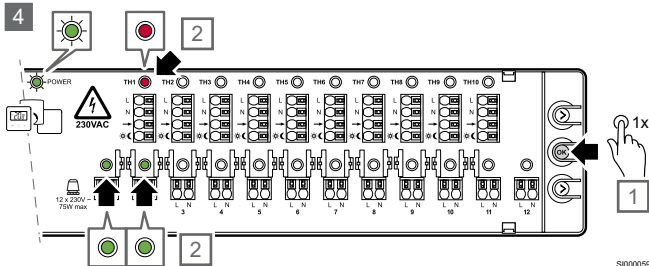 4
2
POWER
TH1 TH2 TH3 TH4 TH5 TH6 TH7 TH8 TH9 TH10
230VAC
L L L L L L L L L L
N N N N N N N N N N
OK
1x
1
12 x 230V ~
75W max
L N L N L N L N L N L N L N L N L N L N
3 4 5 6 7 8 9 10 11 12
2
SI000059